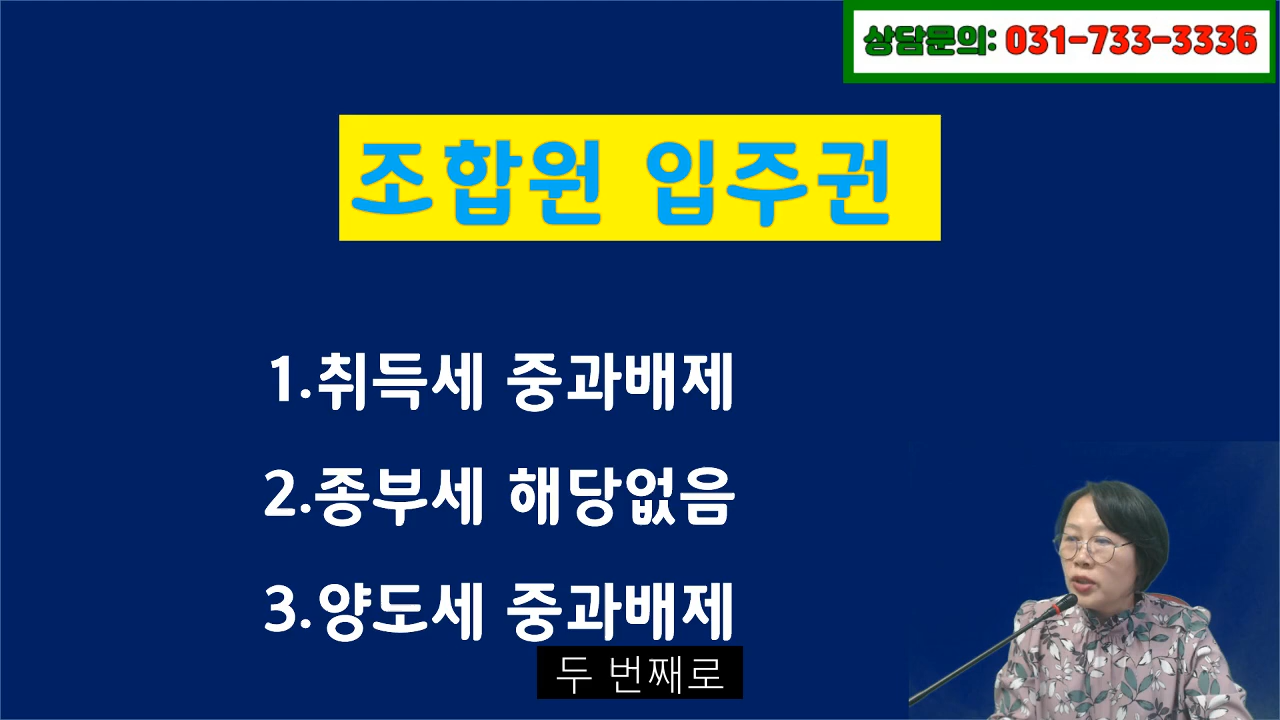 상담문의: 031-733-3336
조합원 입주권
1.취득세 중과배제
2.종부세 해당없음
3.양도세 중과배제
두 번째로